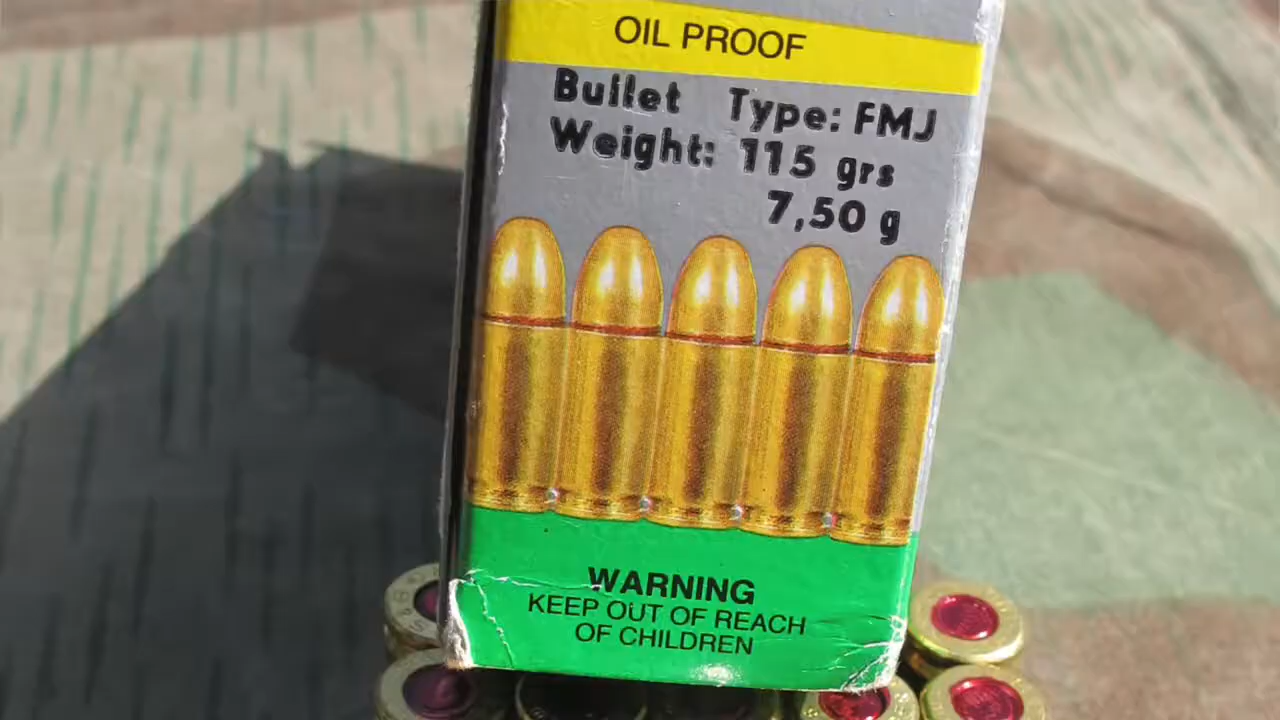 OIL PROOF
Bullet Type: FMJ
Weight: 115 grs
7,50 g
WARNING
KEEP OUT OF REACH
OF CHILDREN